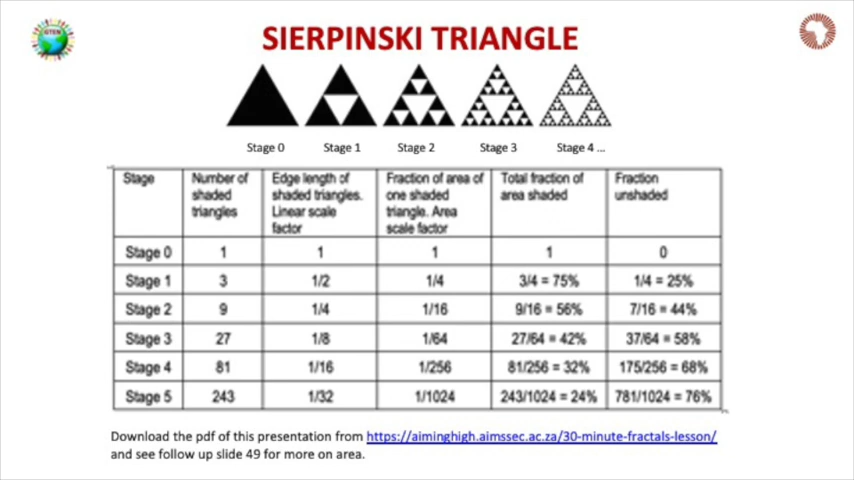 GTEN
SIERPINSKI TRIANGLE
Stage 0 Stage 1 Stage 2 Stage 3 Stage 4 ...
Stage Number of shaded triangles Edge length of shaded triangles. Linear scale factor Fraction of area of one shaded triangle. Area scale factor Total fraction of area shaded Fraction unshaded
Stage 0 1 1 1 1 0
Stage 1 3 1/2 1/4 3/4 = 75% 1/4 = 25%
Stage 2 9 1/4 1/16 9/16 = 56% 7/16 = 44%
Stage 3 27 1/8 1/64 27/64 = 42% 37/64 = 58%
Stage 4 81 1/16 1/256 81/256 = 32% 175/256 = 68%
Stage 5 243 1/32 1/1024 243/1024 = 24% 781/1024 = 76%
Download the pdf of this presentation from https://aiminghigh.aimssec.ac.za/30-minute-fractals-lesson/
and see follow up slide 49 for more on area.